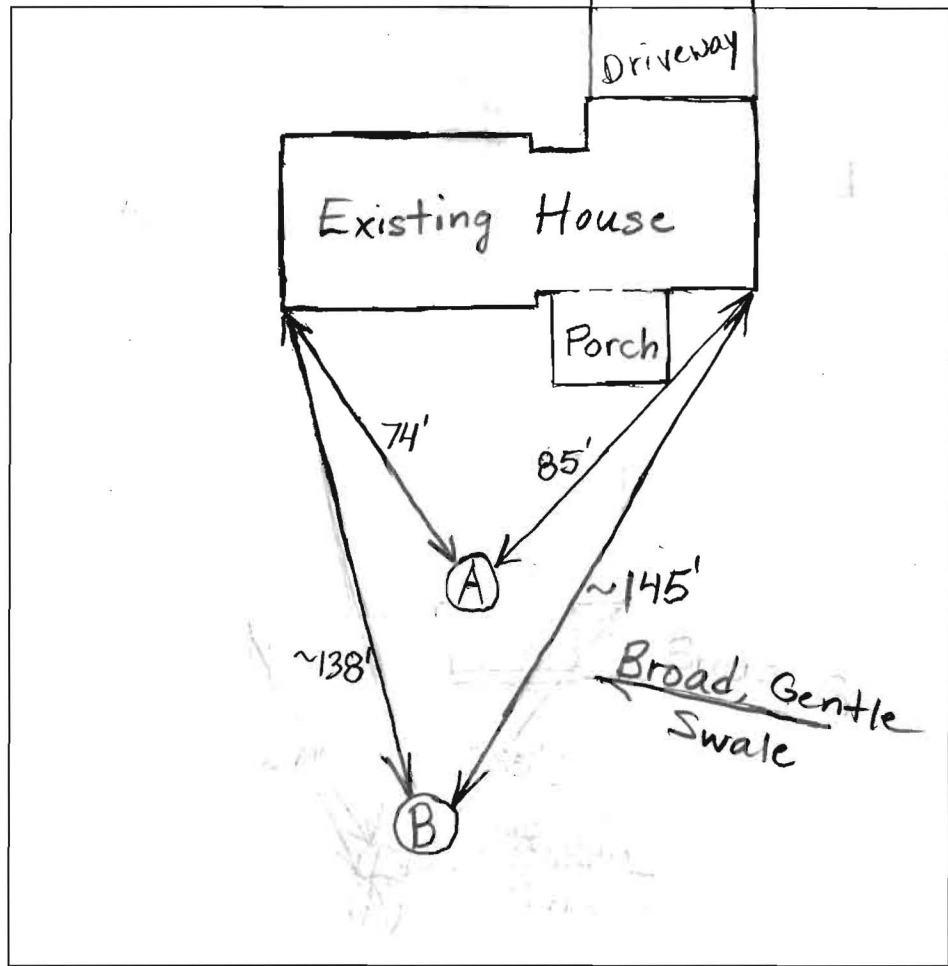 Driveway
Existing House
Porch
74'
85'
A
~145'
~138'
Broad, Gentle
Swale
B